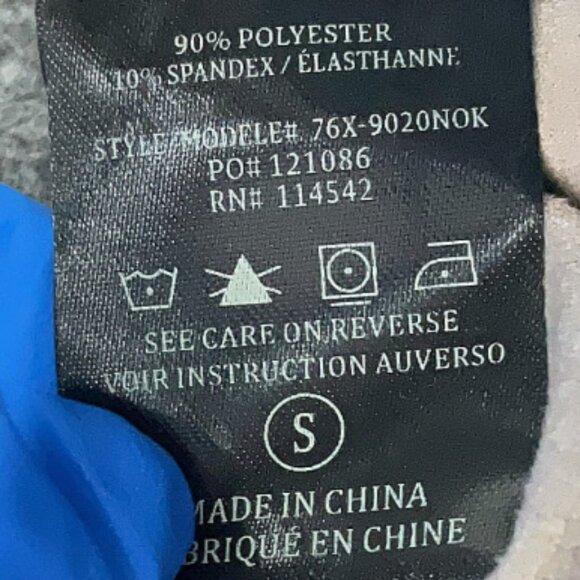 90% POLYESTER
10% SPANDEX / ÉLASTHANNE
STYLE/MODELE# 76X-9020NOK
PO# 121086
RN# 114542
SEE CARE ON REVERSE
VOIR INSTRUCTION AUVERSO
S
MADE IN CHINA
BRIQUÉ EN CHINE